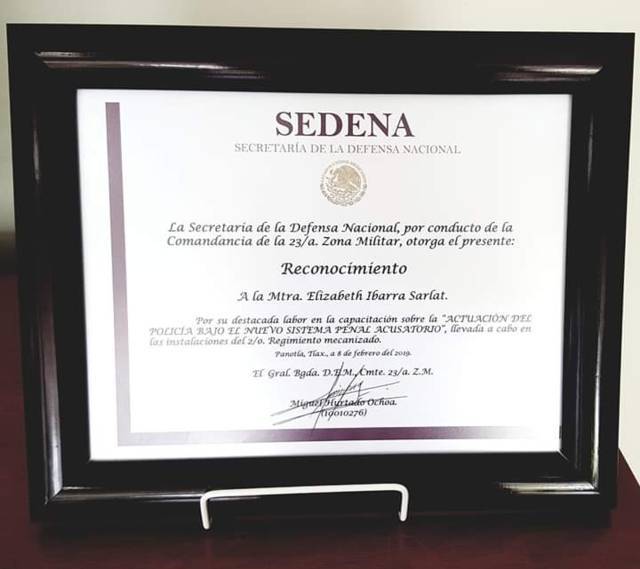 SEDENA
SECRETARÍA DE LA DEFENSA NACIONAL
La Secretaria de la Defensa Nacional, por conducto de la
Comandancia de la 23/a. Zona Militar, otorga el presente:
Reconocimiento
A la Mtra. Elizabeth Ibarra Sarlat.
Por su destacada labor en la capacitación sobre la "ACTUACIÓN DEL
POLICÍA BAJO EL NUEVO SISTEMA PENAL ACUSATORIO", llevada a cabo en
las instalaciones del 2/o. Regimiento mecanizado.
Panotla, Tlax., a 8 de febrero del 2019.
El Gral. Bgda. D.E.M., Cmte. 23/a. Z.M.
Miguel Hurtado Ochoa.
(19010276)